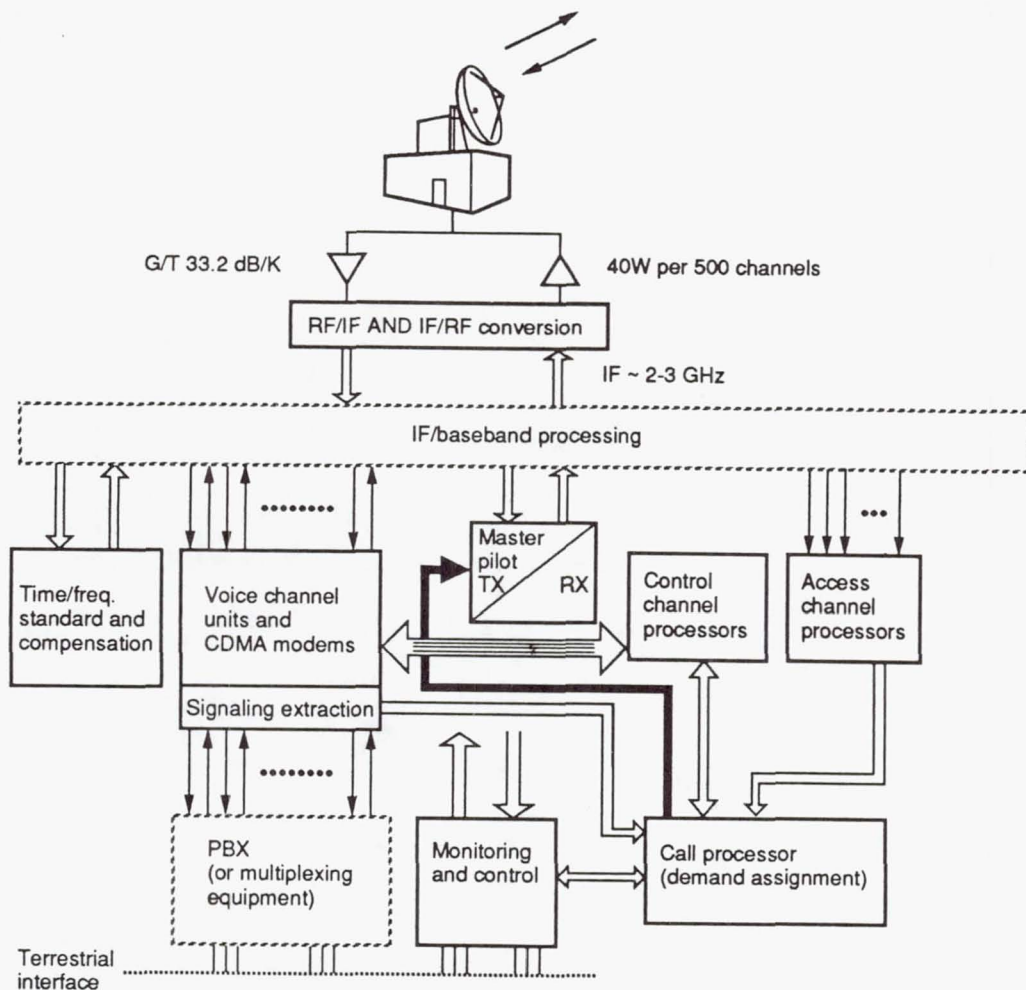 G/T 33.2 dB/K
40W per 500 channels
RF/IF AND IF/RF conversion
IF ~ 2-3 GHz
IF/baseband processing
Time/freq.
standard and
compensation
Voice channel
units and
CDMA modems
Signaling extraction
Master
pilot
TX
RX
Control
channel
processors
Access
channel
processors
PBX
(or multiplexing
equipment)
Monitoring
and control
Call processor
(demand assignment)
Terrestrial
interface